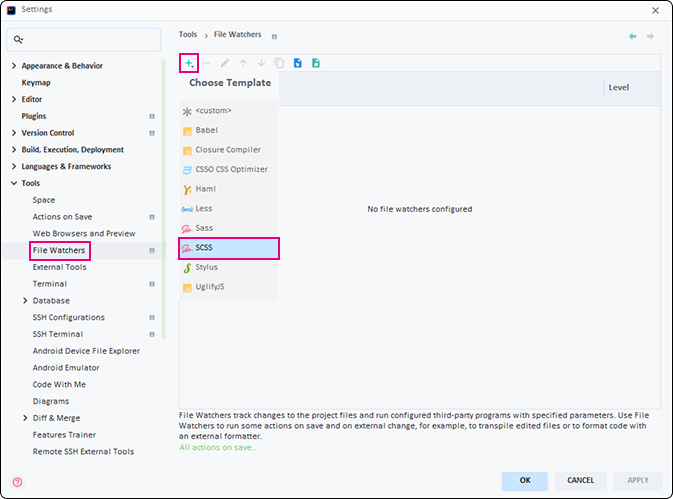 Settings
Tools > File Watchers
Appearance & Behavior
Keymap
Editor
Plugins
Version Control
Build, Execution, Deployment
Languages & Frameworks
Tools
Space
Actions on Save
Web Browsers and Preview
File Watchers
External Tools
Terminal
Database
SSH Configurations
SSH Terminal
Android Device File Explorer
Android Emulator
Code With Me
Diagrams
Diff & Merge
Features Trainer
Remote SSH External Tools
Choose Template
<custom>
Babel
Closure Compiler
CSSO CSS Optimizer
Haml
Less
Sass
SCSS
Stylus
UglifyJS
Level
No file watchers configured
File Watchers track changes to the project files and run configured third-party programs with specified parameters. Use File
Watchers to run some actions on save and on external change, for example, to transpile edited files or to format code with
an external formatter.
All actions on save...
?
OK
CANCEL
APPLY